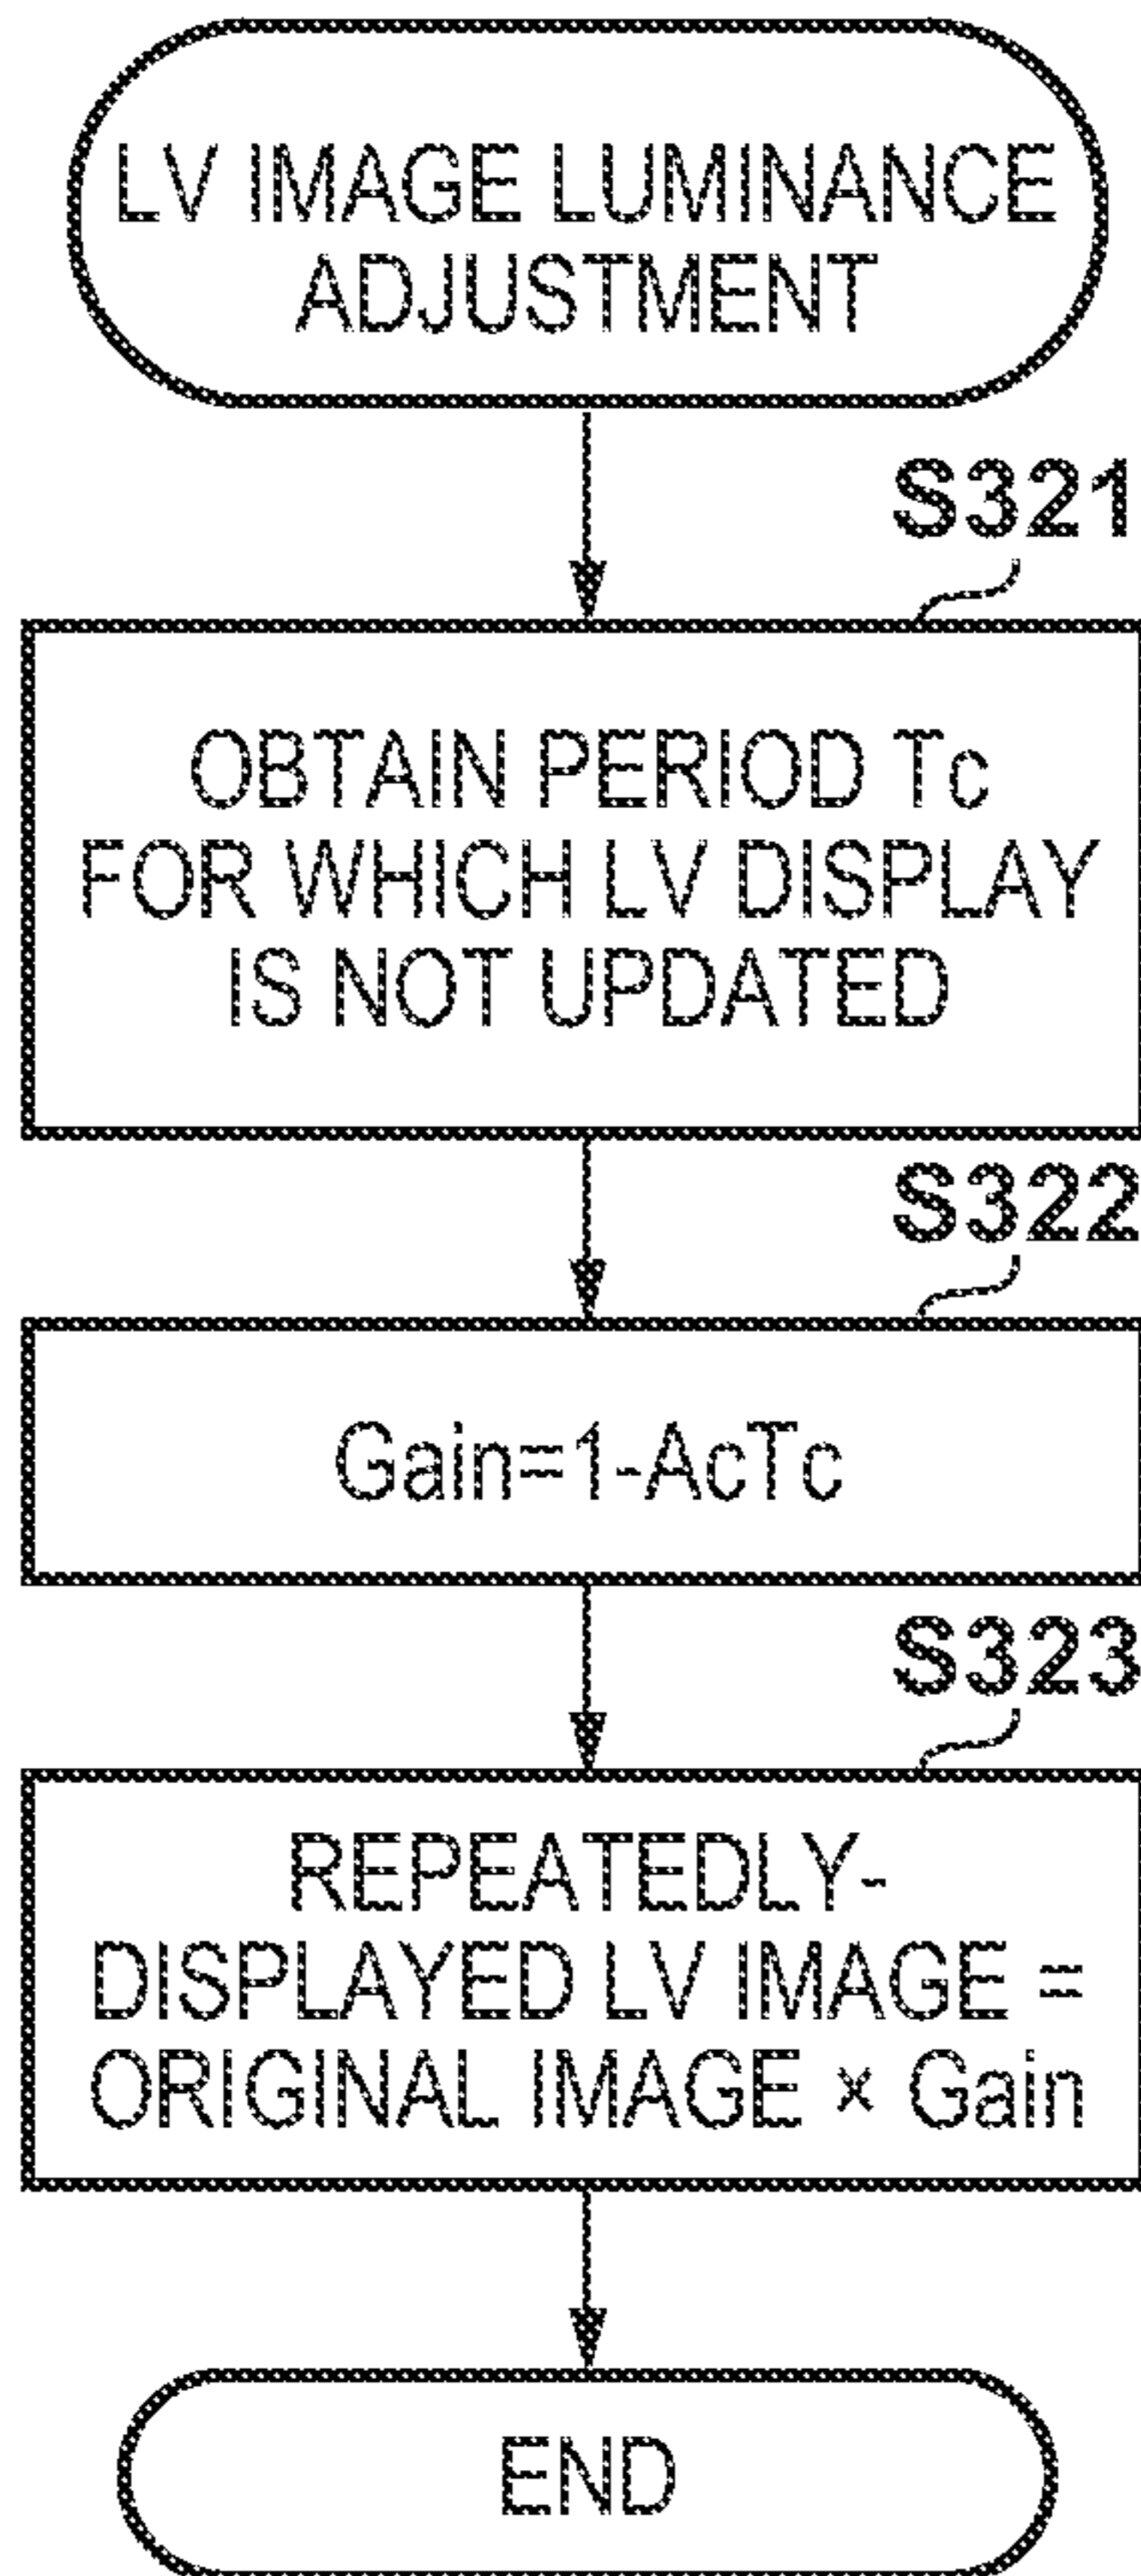 LV IMAGE LUMINANCE
ADJUSTMENT
S321
OBTAIN PERIOD Tc
FOR WHICH LV DISPLAY
IS NOT UPDATED
S322
Gain=1-AcTc
S323
REPEATEDLY-
DISPLAYED LV IMAGE =
ORIGINAL IMAGE × Gain
END